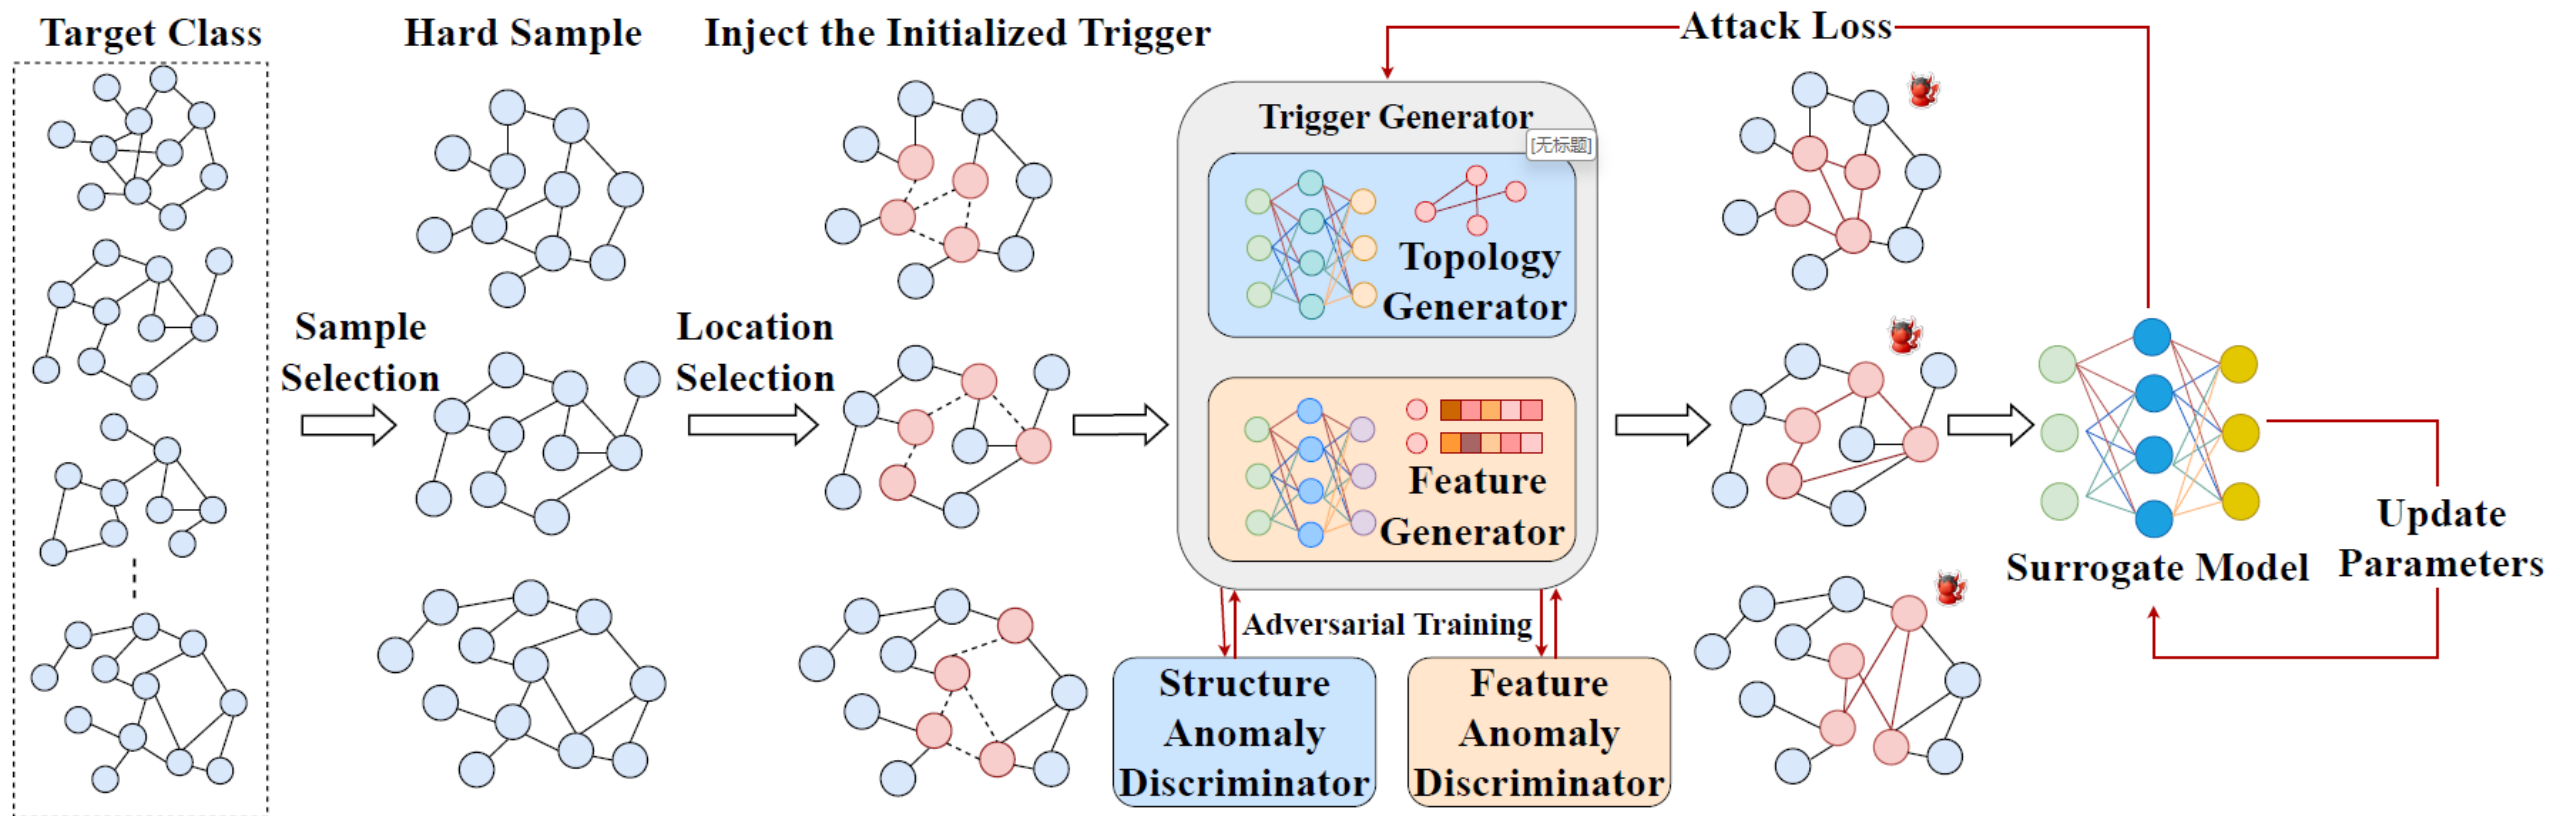 Target Class
Hard Sample
Inject the Initialized Trigger
Attack Loss
Sample
Selection
Location
Selection
Trigger Generator
[无标题]
Topology
Generator
Feature
Generator
Adversarial Training
Structure
Anomaly
Discriminator
Feature
Anomaly
Discriminator
Surrogate Model
Update
Parameters